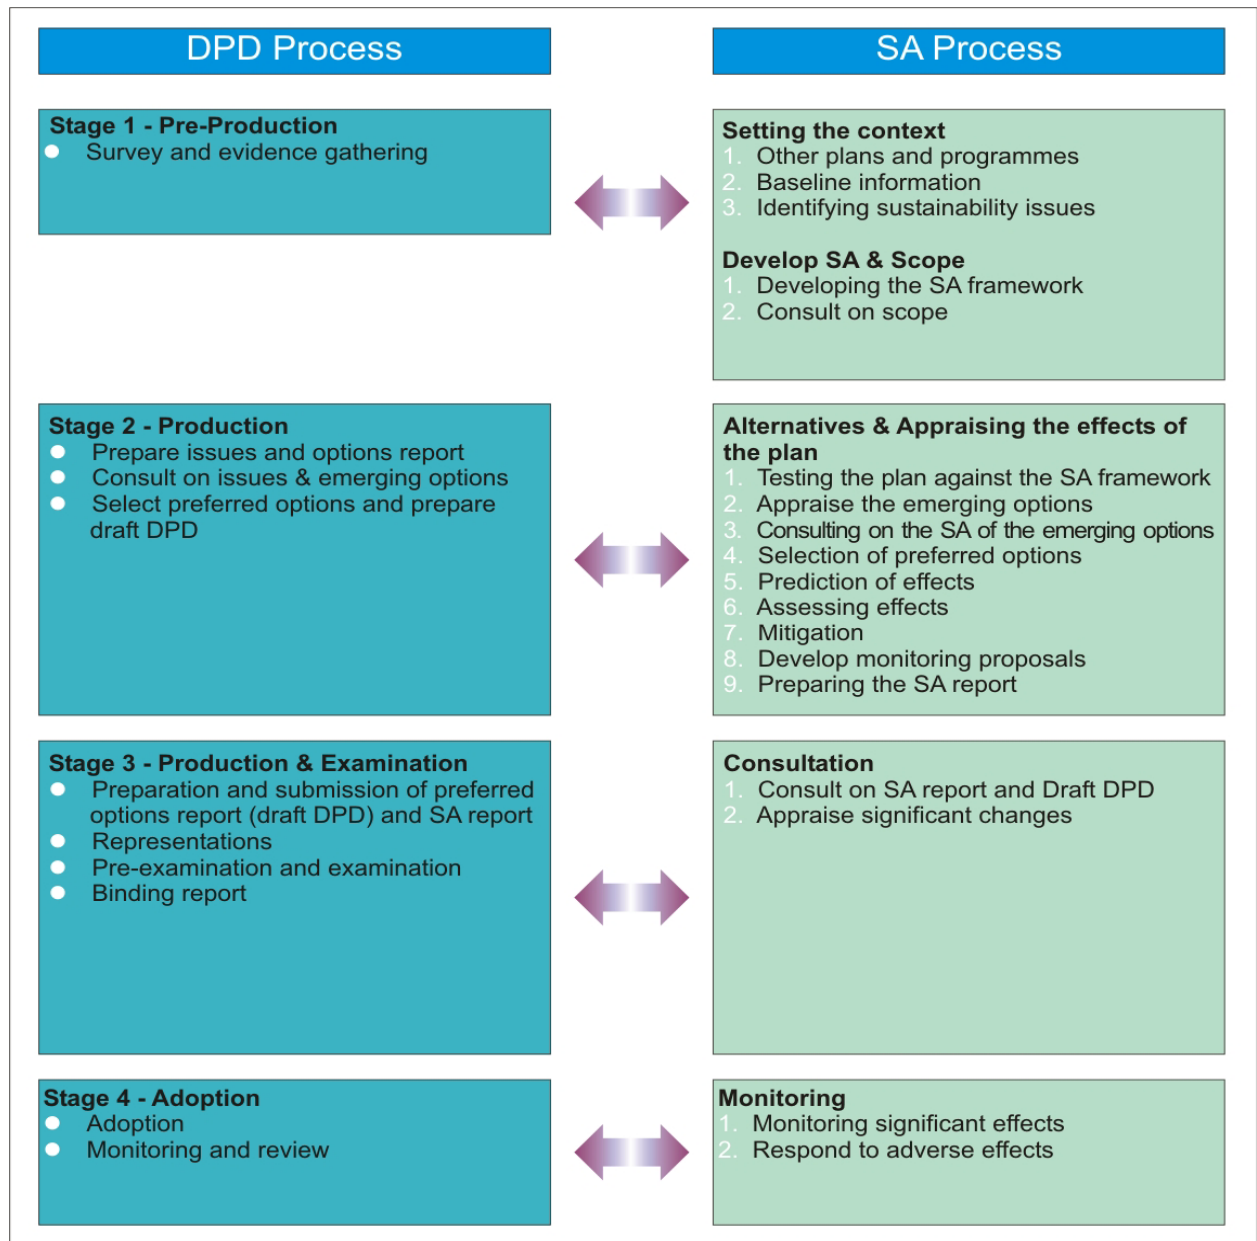 DPD Process
SA Process
Stage 1 - Pre-Production
Survey and evidence gathering
Setting the context
1. Other plans and programmes
2. Baseline information
3. Identifying sustainability issues
Develop SA & Scope
1. Developing the SA framework
2. Consult on scope
Stage 2 - Production
Prepare issues and options report
Consult on issues & emerging options
Select preferred options and prepare
draft DPD
Alternatives & Appraising the effects of
the plan
1. Testing the plan against the SA framework
2. Appraise the emerging options
3. Consulting on the SA of the emerging options
4. Selection of preferred options
5. Prediction of effects
6. Assessing effects
7. Mitigation
8. Develop monitoring proposals
9. Preparing the SA report
Stage 3 - Production & Examination
Preparation and submission of preferred
options report (draft DPD) and SA report
Representations
Pre-examination and examination
Binding report
Consultation
1. Consult on SA report and Draft DPD
2. Appraise significant changes
Stage 4 - Adoption
Adoption
Monitoring and review
Monitoring
1. Monitoring significant effects
2. Respond to adverse effects